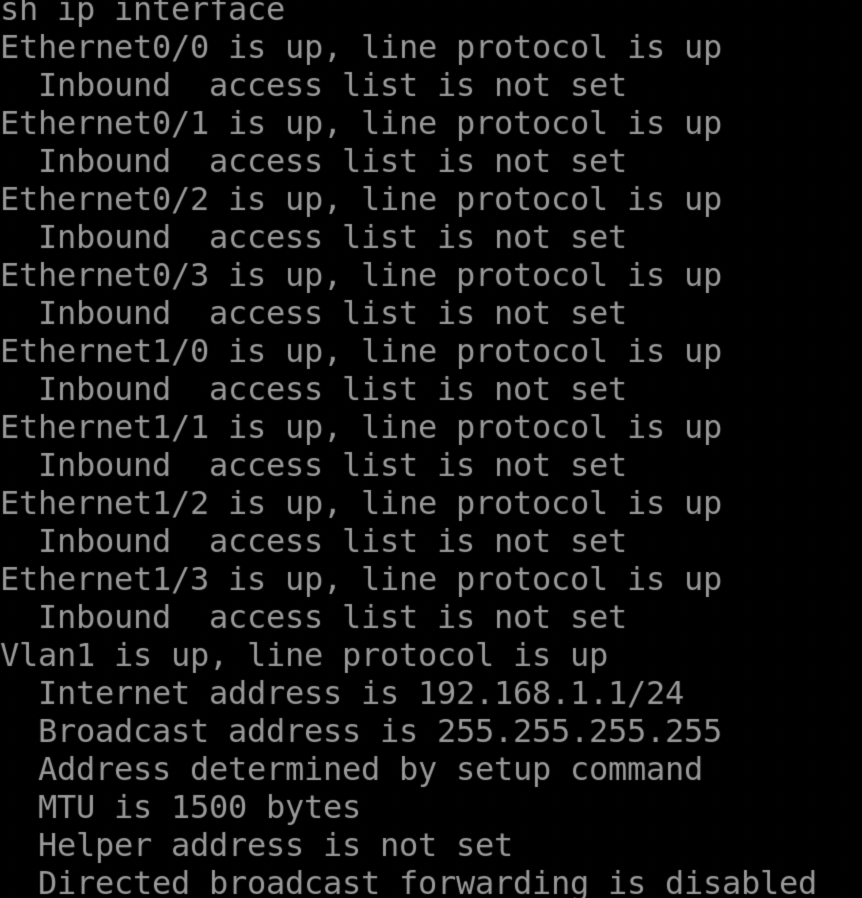 sh ip interface
Ethernet0/0 is up, line protocol is up
  Inbound  access list is not set
Ethernet0/1 is up, line protocol is up
  Inbound  access list is not set
Ethernet0/2 is up, line protocol is up
  Inbound  access list is not set
Ethernet0/3 is up, line protocol is up
  Inbound  access list is not set
Ethernet1/0 is up, line protocol is up
  Inbound  access list is not set
Ethernet1/1 is up, line protocol is up
  Inbound  access list is not set
Ethernet1/2 is up, line protocol is up
  Inbound  access list is not set
Ethernet1/3 is up, line protocol is up
  Inbound  access list is not set
Vlan1 is up, line protocol is up
  Internet address is 192.168.1.1/24
  Broadcast address is 255.255.255.255
  Address determined by setup command
  MTU is 1500 bytes
  Helper address is not set
  Directed broadcast forwarding is disabled